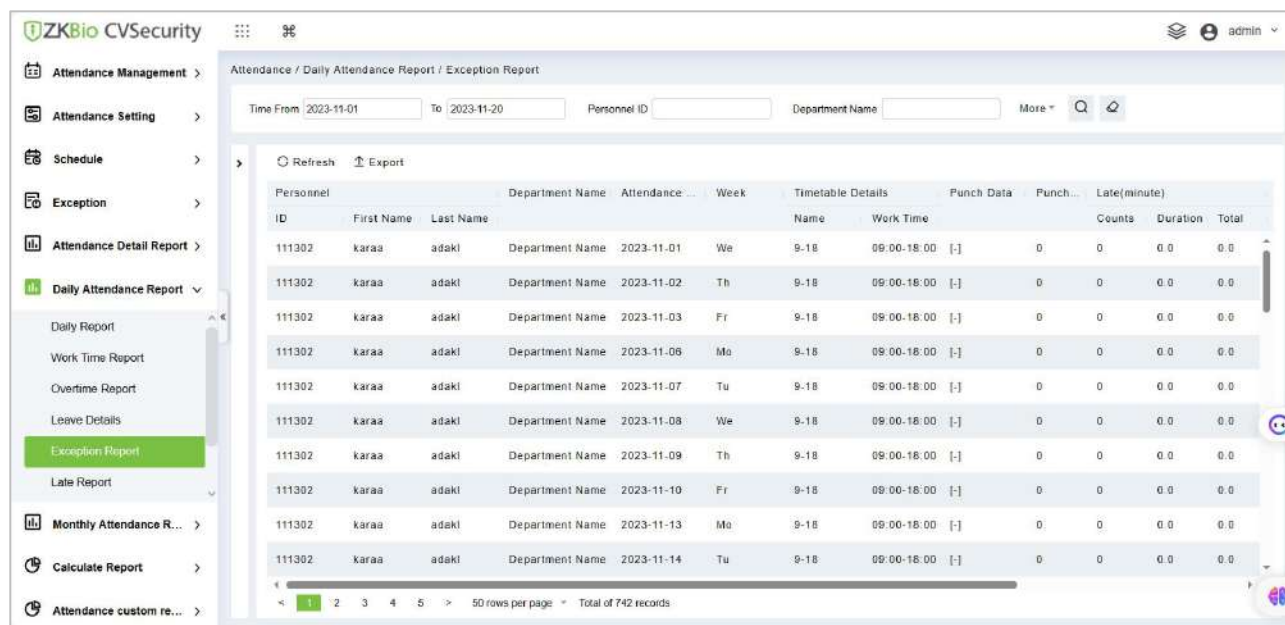 ZKBio CVSecurity
admin
Attendance Management
Attendance Setting
Schedule
Exception
Attendance Detail Report
Daily Attendance Report
Daily Report
Work Time Report
Overtime Report
Leave Details
Exception Report
Late Report
Monthly Attendance R...
Calculate Report
Attendance custom re...
Attendance / Daily Attendance Report / Exception Report
Time From 2023-11-01 To 2023-11-20 Personnel ID Department Name More
Refresh Export
Personnel Department Name Attendance ... Week Timetable Details Punch Data Punch... Late(minute)
ID First Name Last Name Name Work Time Counts Duration Total
111302 karaa adakl Department Name 2023-11-01 We 9-18 09:00-18:00 [-] 0 0 0.0 0.0
111302 karaa adakl Department Name 2023-11-02 Th 9-18 09:00-18:00 [-] 0 0 0.0 0.0
111302 karaa adakl Department Name 2023-11-03 Fr 9-18 09:00-18:00 [-] 0 0 0.0 0.0
111302 karaa adakl Department Name 2023-11-06 Mo 9-18 09:00-18:00 [-] 0 0 0.0 0.0
111302 karaa adakl Department Name 2023-11-07 Tu 9-18 09:00-18:00 [-] 0 0 0.0 0.0
111302 karaa adakl Department Name 2023-11-08 We 9-18 09:00-18:00 [-] 0 0 0.0 0.0
111302 karaa adakl Department Name 2023-11-09 Th 9-18 09:00-18:00 [-] 0 0 0.0 0.0
111302 karaa adakl Department Name 2023-11-10 Fr 9-18 09:00-18:00 [-] 0 0 0.0 0.0
111302 karaa adakl Department Name 2023-11-13 Mo 9-18 09:00-18:00 [-] 0 0 0.0 0.0
111302 karaa adakl Department Name 2023-11-14 Tu 9-18 09:00-18:00 [-] 0 0 0.0 0.0
< 1 2 3 4 5 > 50 rows per page Total of 742 records